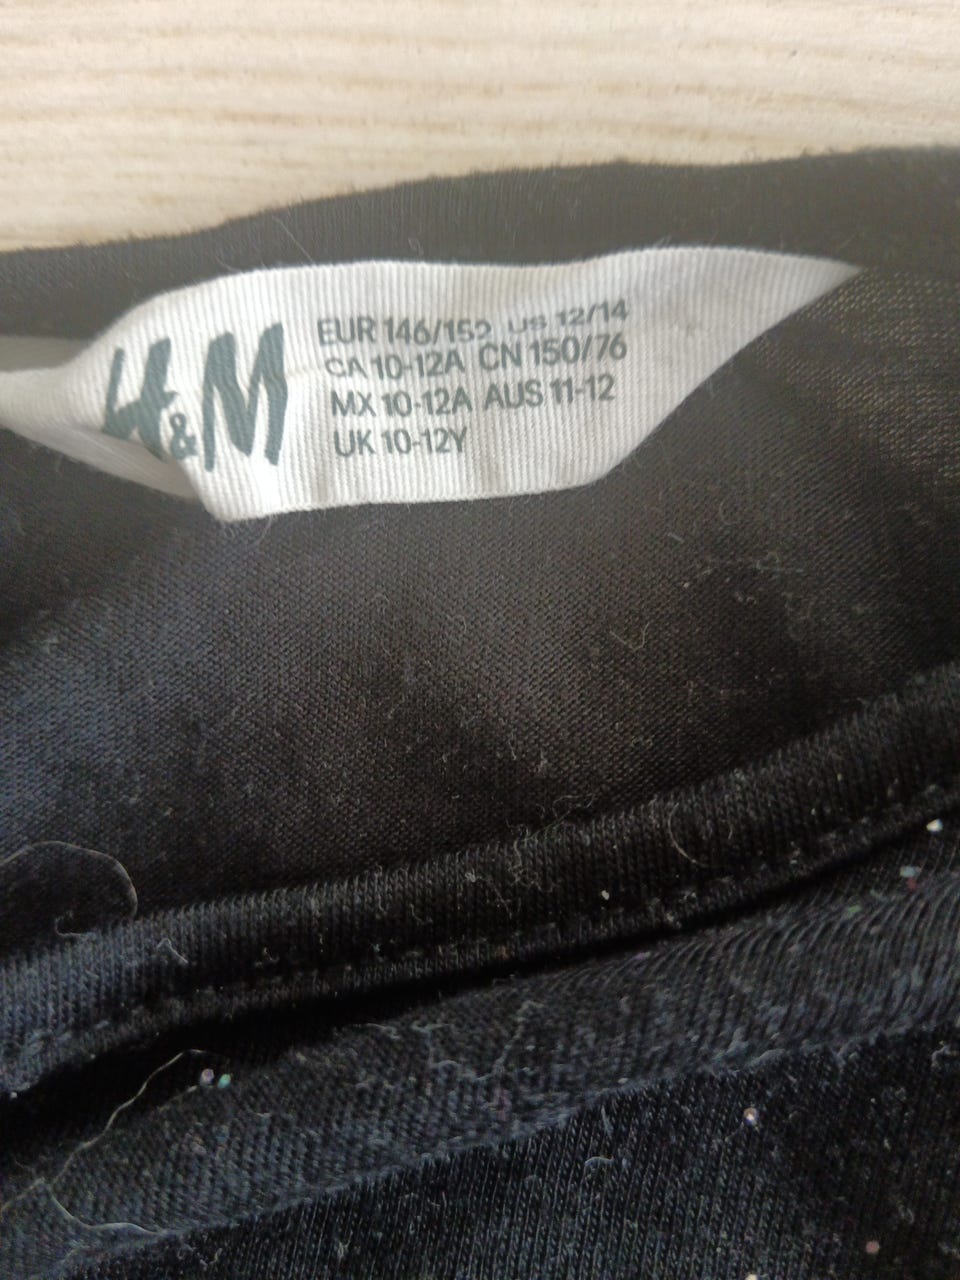 H&M
EUR 146/152 US 12/14
CA 10-12A CN 150/76
MX 10-12A AUS 11-12
UK 10-12Y